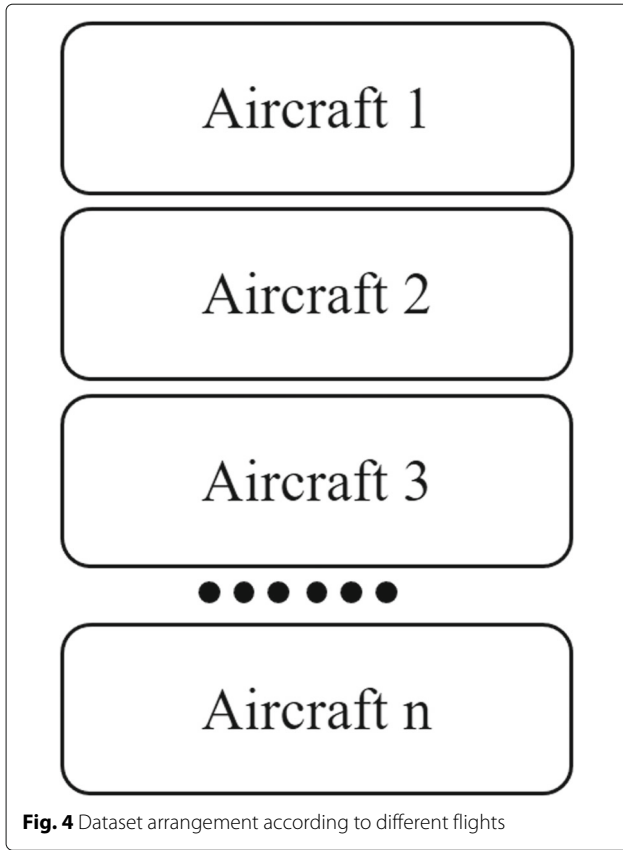 Aircraft 1
Aircraft 2
Aircraft 3
Aircraft n
Fig. 4 Dataset arrangement according to different flights